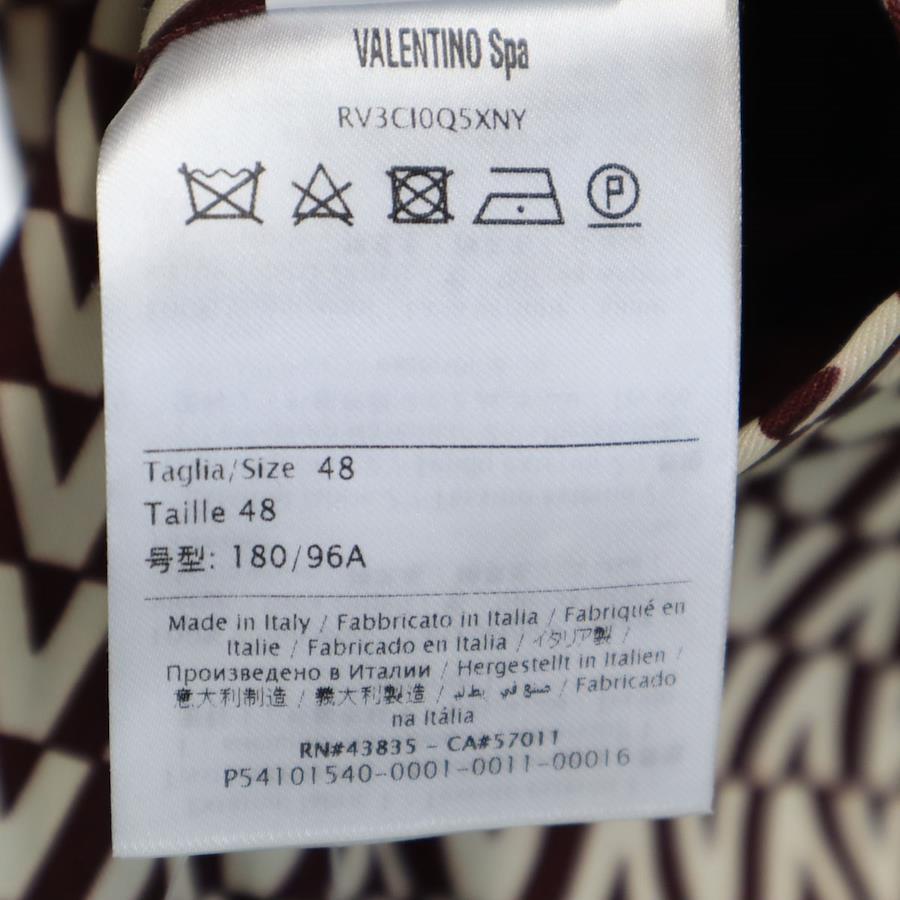 VALENTINO Spa
RV3CI0Q5XNY
P
Taglia/Size 48
Taille 48
号型: 180/96A
Made in Italy / Fabbricato in Italia / Fabriqué en
Italie / Fabricado en Italia / イタリア製 /
Произведено в Италии / Hergestellt in Italien /
意大利制造 / 義大利製造 / صنع في إيطاليا / Fabricado
na Itália
RN#43835 - CA#57011
P54101540-0001-0011-00016